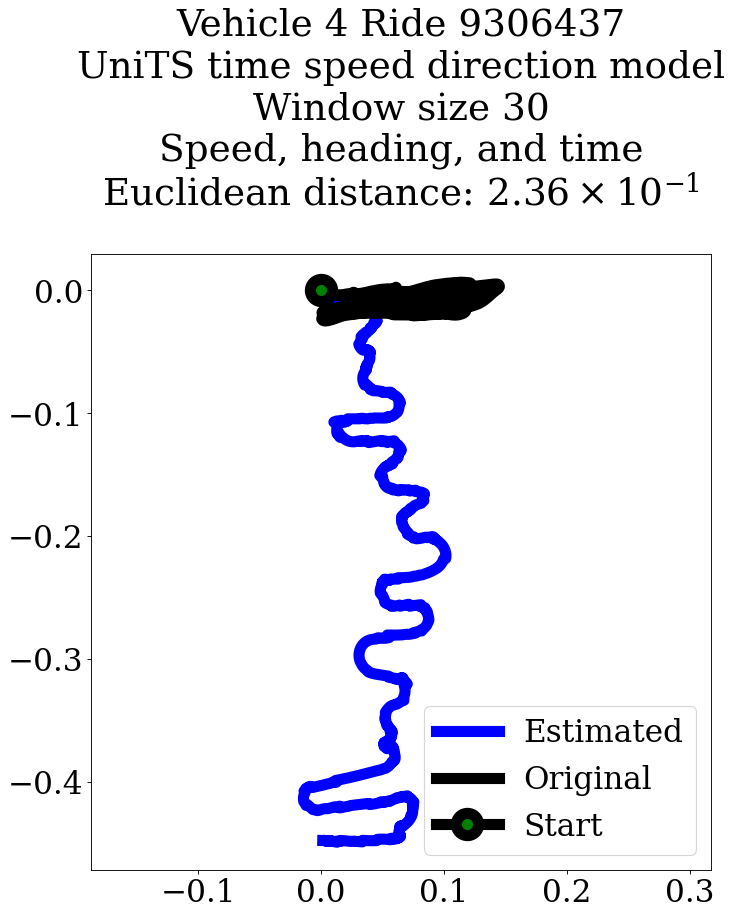 Vehicle 4 Ride 9306437
UniTS time speed direction model
Window size 30
Speed, heading, and time
Euclidean distance: 2.36 × 10⁻¹
0.0
−0.1
−0.2
−0.3
−0.4
Estimated
Original
Start
−0.1 0.0 0.1 0.2 0.3